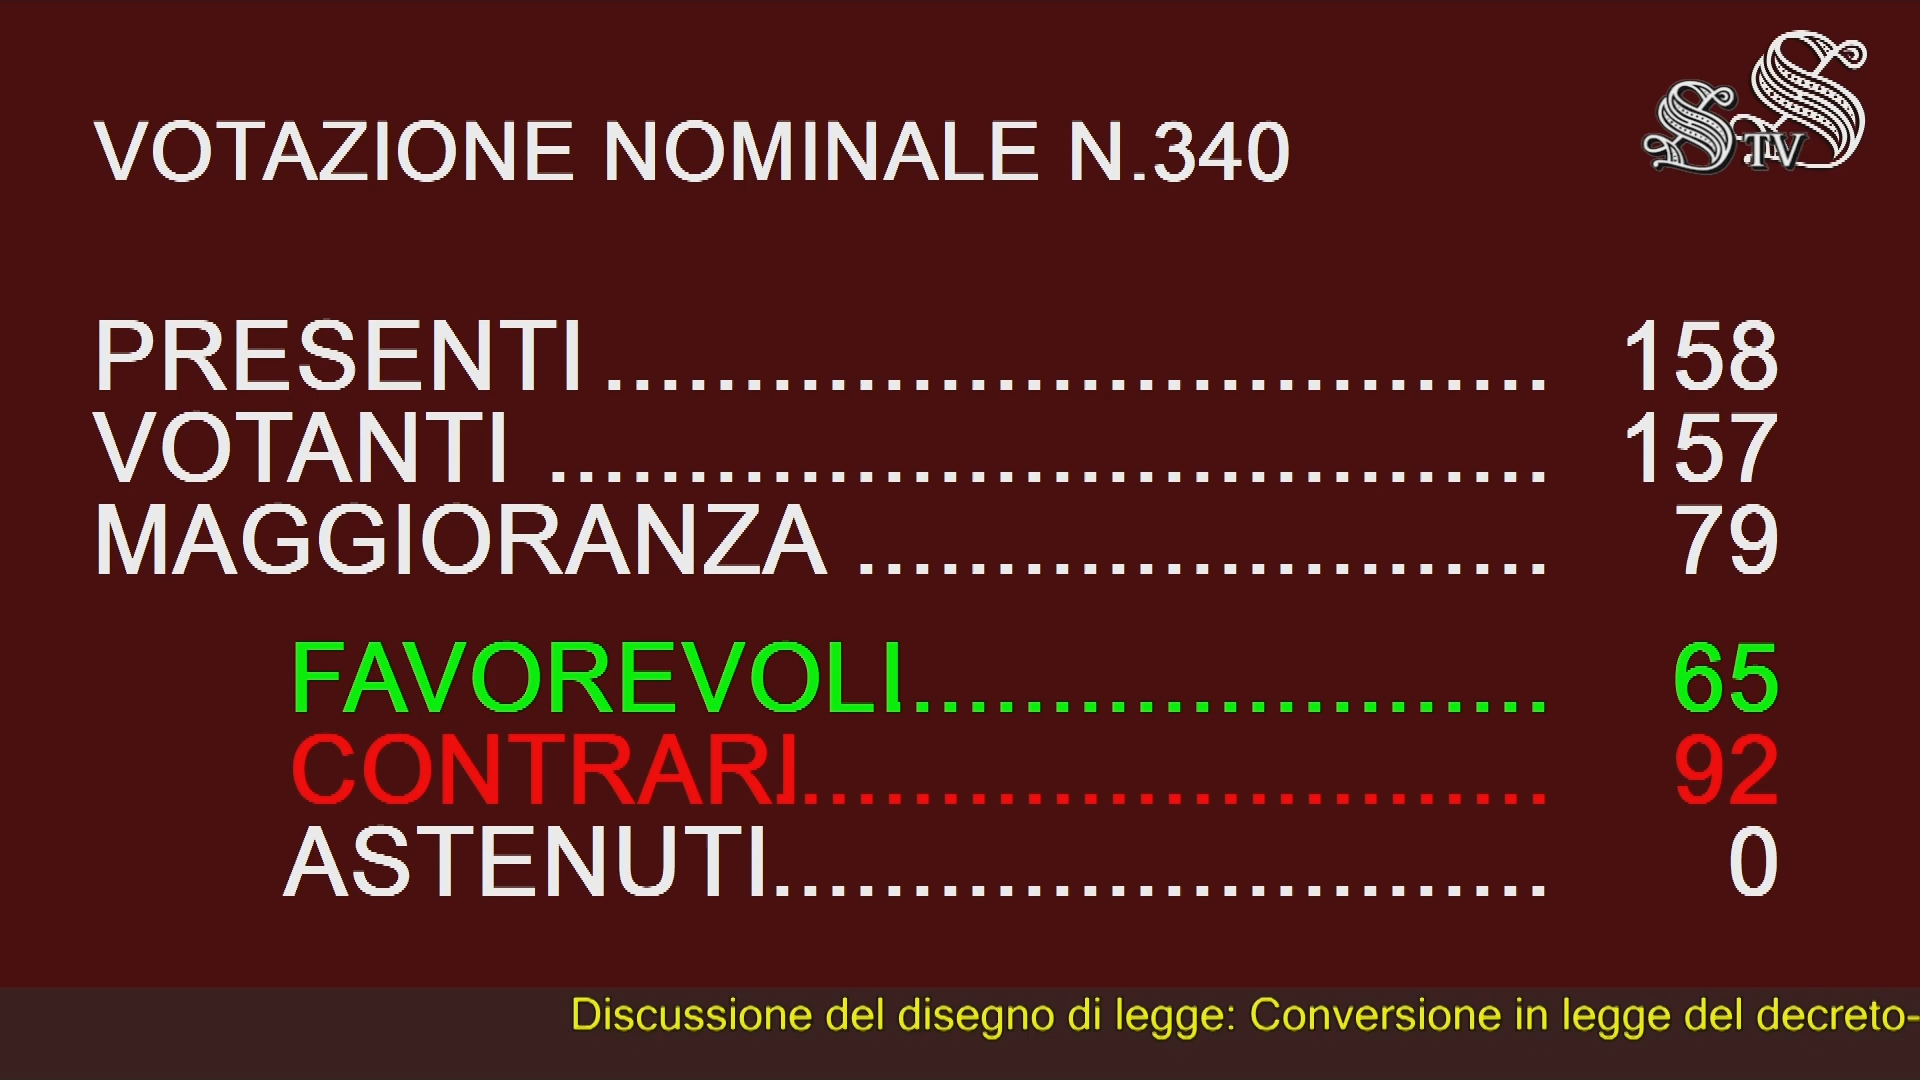 VOTAZIONE NOMINALE N.340
S TV S
PRESENTI .................................. 158
VOTANTI .................................... 157
MAGGIORANZA ......................... 79
FAVOREVOLI....................... 65
CONTRARI........................... 92
ASTENUTI............................ 0
Discussione del disegno di legge: Conversione in legge del decreto-